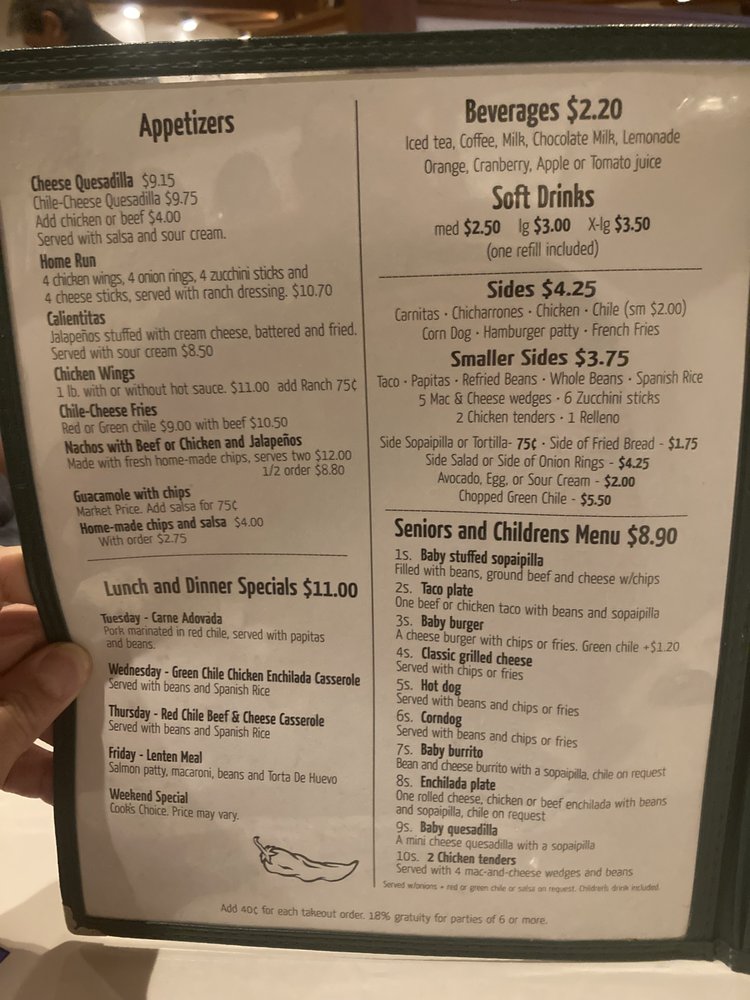 Appetizers
Cheese Quesadilla $9.15
Chile-Cheese Quesadilla $9.75
Add chicken or beef $4.00
Served with salsa and sour cream.
Home Run
4 chicken wings, 4 onion rings, 4 zucchini sticks and
4 cheese sticks, served with ranch dressing. $10.70
Calientitas
Jalapeños stuffed with cream cheese, battered and fried.
Served with sour cream $8.50
Chicken Wings
1 lb. with or without hot sauce. $11.00 add Ranch 75¢
Chile-Cheese Fries
Red or Green chile $9.00 with beef $10.50
Nachos with Beef or Chicken and Jalapeños
Made with fresh home-made chips, serves two $12.00
1/2 order $8.80
Guacamole with chips
Market Price. Add salsa for 75¢
Home-made chips and salsa $4.00
With order $2.75
Lunch and Dinner Specials $11.00
Tuesday - Carne Adovada
Pork marinated in red chile, served with papitas
and beans.
Wednesday - Green Chile Chicken Enchilada Casserole
Served with beans and Spanish Rice
Thursday - Red Chile Beef & Cheese Casserole
Served with beans and Spanish Rice
Friday - Lenten Meal
Salmon patty, macaroni, beans and Torta De Huevo
Weekend Special
Cook's Choice. Price may vary.
Beverages $2.20
Iced tea, Coffee, Milk, Chocolate Milk, Lemonade
Orange, Cranberry, Apple or Tomato juice
Soft Drinks
med $2.50 lg $3.00 X-lg $3.50
(one refill included)
Sides $4.25
Carnitas · Chicharrones · Chicken · Chile (sm $2.00)
Corn Dog · Hamburger patty · French Fries
Smaller Sides $3.75
Taco · Papitas · Refried Beans · Whole Beans · Spanish Rice
5 Mac & Cheese wedges · 6 Zucchini sticks
2 Chicken tenders · 1 Relleno
Side Sopaipilla or Tortilla- 75¢ · Side of Fried Bread - $1.75
Side Salad or Side of Onion Rings - $4.25
Avocado, Egg, or Sour Cream - $2.00
Chopped Green Chile - $5.50
Seniors and Childrens Menu $8.90
1s. Baby stuffed sopaipilla
Filled with beans, ground beef and cheese w/chips
2s. Taco plate
One beef or chicken taco with beans and sopaipilla
3s. Baby burger
A cheese burger with chips or fries. Green chile +$1.20
4s. Classic grilled cheese
Served with chips or fries
5s. Hot dog
Served with beans and chips or fries
6s. Corndog
Served with beans and chips or fries
7s. Baby burrito
Bean and cheese burrito with a sopaipilla, chile on request
8s. Enchilada plate
One rolled cheese, chicken or beef enchilada with beans
and sopaipilla, chile on request
9s. Baby quesadilla
A mini cheese quesadilla with a sopaipilla
10s. 2 Chicken tenders
Served with 4 mac-and-cheese wedges and beans
Served w/onions + red or green chile or salsa on request. Children's drink included.
Add 40¢ for each takeout order. 18% gratuity for parties of 6 or more.